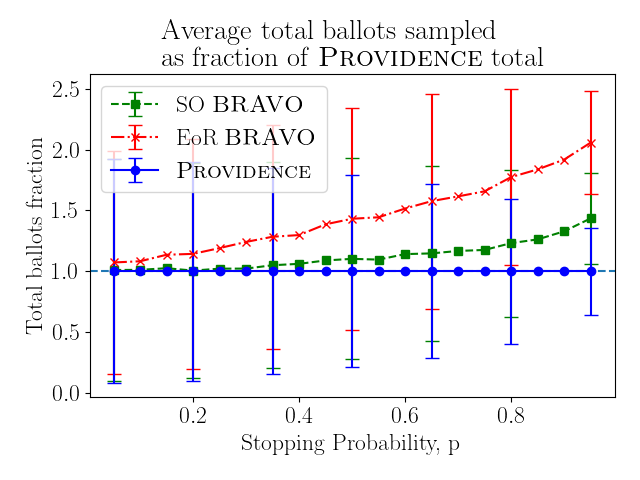 Average total ballots sampled
as fraction of PROVIDENCE total
SO BRAVO
EoR BRAVO
PROVIDENCE
Total ballots fraction
2.5
2.0
1.5
1.0
0.5
0.0
0.2 0.4 0.6 0.8
Stopping Probability, p